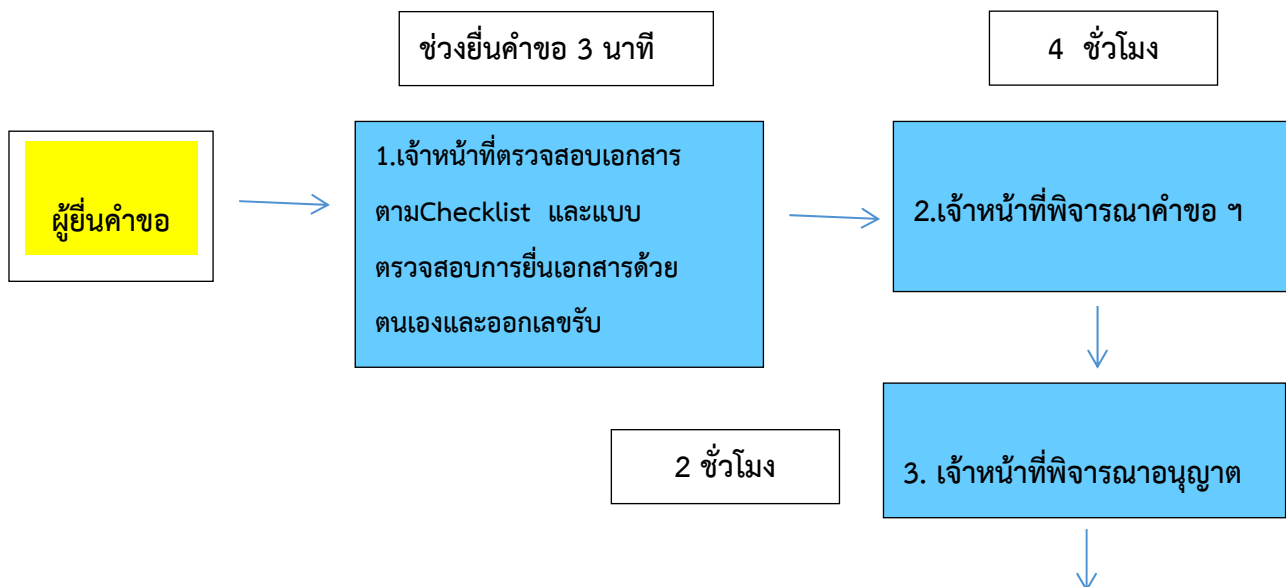 ช่วงยื่นคำขอ 3 นาที
4 ชั่วโมง
ผู้ยื่นคำขอ
1.เจ้าหน้าที่ตรวจสอบเอกสาร
ตามChecklist และแบบ
ตรวจสอบการยื่นเอกสารด้วย
ตนเองและออกเลขรับ
2.เจ้าหน้าที่พิจารณาคำขอ ฯ
2 ชั่วโมง
3. เจ้าหน้าที่พิจารณาอนุญาต